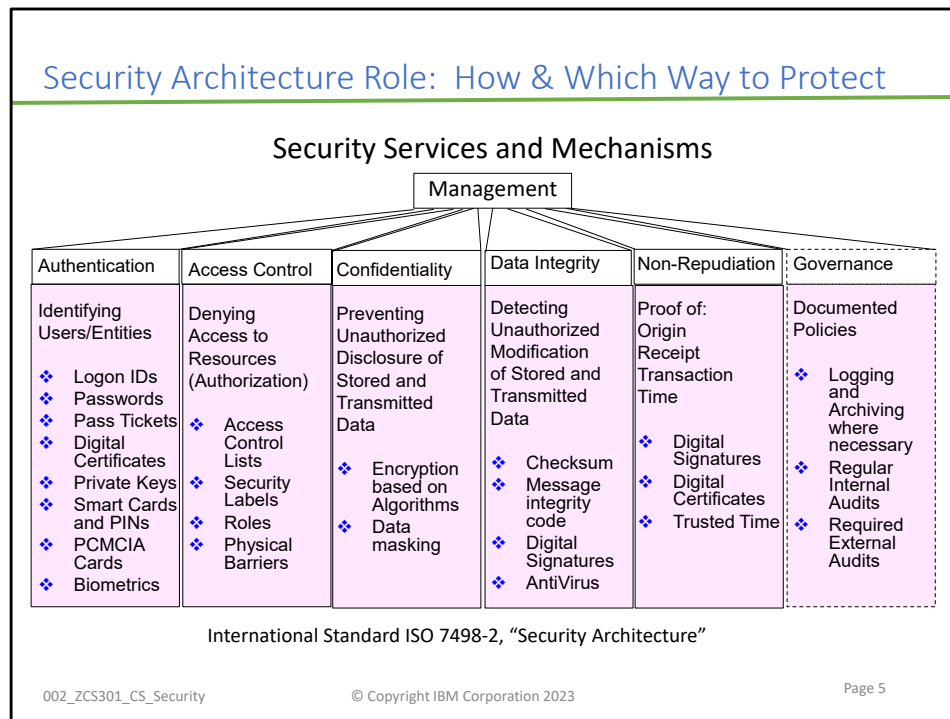 Security Architecture Role: How & Which Way to Protect
Security Services and Mechanisms
Management
Authentication
Identifying
Users/Entities
❖ Logon IDs
❖ Passwords
❖ Pass Tickets
❖ Digital
Certificates
❖ Private Keys
❖ Smart Cards
and PINs
❖ PCMCIA
Cards
❖ Biometrics
Access Control
Denying
Access to
Resources
(Authorization)
❖ Access
Control
Lists
❖ Security
Labels
❖ Roles
❖ Physical
Barriers
Confidentiality
Preventing
Unauthorized
Disclosure of
Stored and
Transmitted
Data
❖ Encryption
based on
Algorithms
❖ Data
masking
Data Integrity
Detecting
Unauthorized
Modification
of Stored and
Transmitted
Data
❖ Checksum
❖ Message
integrity
code
❖ Digital
Signatures
❖ AntiVirus
Non-Repudiation
Proof of:
Origin
Receipt
Transaction
Time
❖ Digital
Signatures
❖ Digital
Certificates
❖ Trusted Time
Governance
Documented
Policies
❖ Logging
and
Archiving
where
necessary
❖ Regular
Internal
Audits
❖ Required
External
Audits
International Standard ISO 7498-2, “Security Architecture”
002_ZCS301_CS_Security
© Copyright IBM Corporation 2023
Page 5